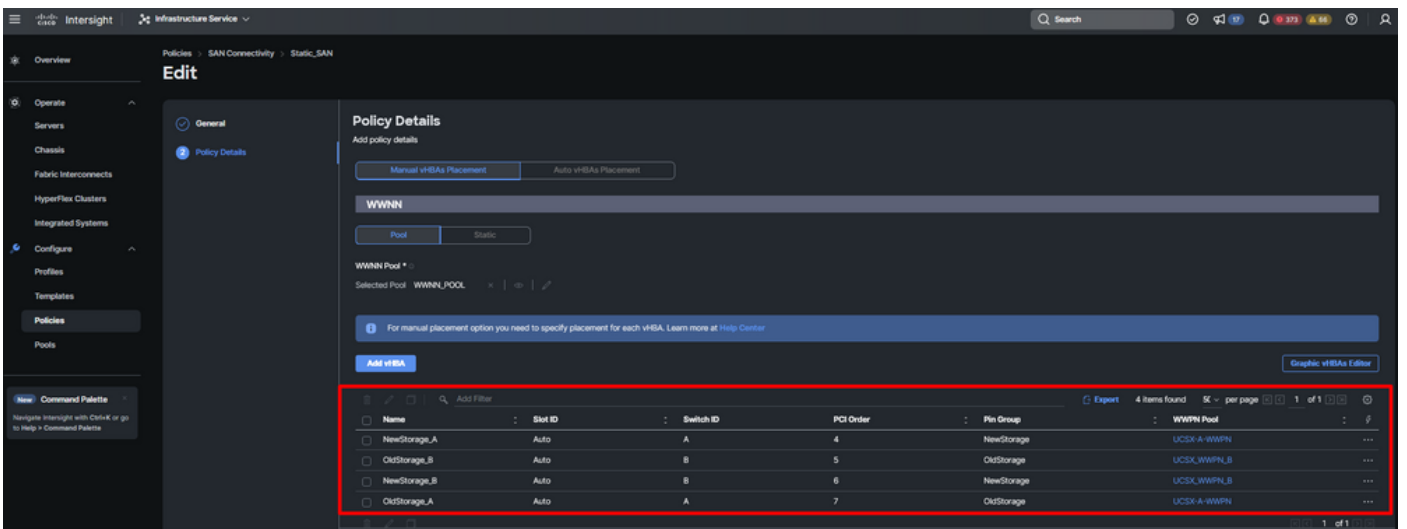 cisco Intersight Infrastructure Service Search 17 373 66
Policies > SAN Connectivity > Static_SAN
Edit
Overview
Operate
Servers
Chassis
Fabric Interconnects
HyperFlex Clusters
Integrated Systems
Configure
Profiles
Templates
Policies
Pools
New Command Palette
Navigate Intersight with Ctrl+K or go
to Help > Command Palette
General
2 Policy Details
Policy Details
Add policy details
Manual vHBAs Placement Auto vHBAs Placement
WWNN
Pool Static
WWNN Pool *
Selected Pool WWNN_POOL
For manual placement option you need to specify placement for each vHBA. Learn more at Help Center
Add vHBA Graphic vHBAs Editor
Add Filter Export 4 items found per page 1 of 1
Name Slot ID Switch ID PCI Order Pin Group WWPN Pool
NewStorage_A Auto A 4 NewStorage UCSX-A-WWPN
OldStorage_B Auto B 5 OldStorage UCSX_WWPN_B
NewStorage_B Auto B 6 NewStorage UCSX_WWPN_B
OldStorage_A Auto A 7 OldStorage UCSX-A-WWPN
1 of 1